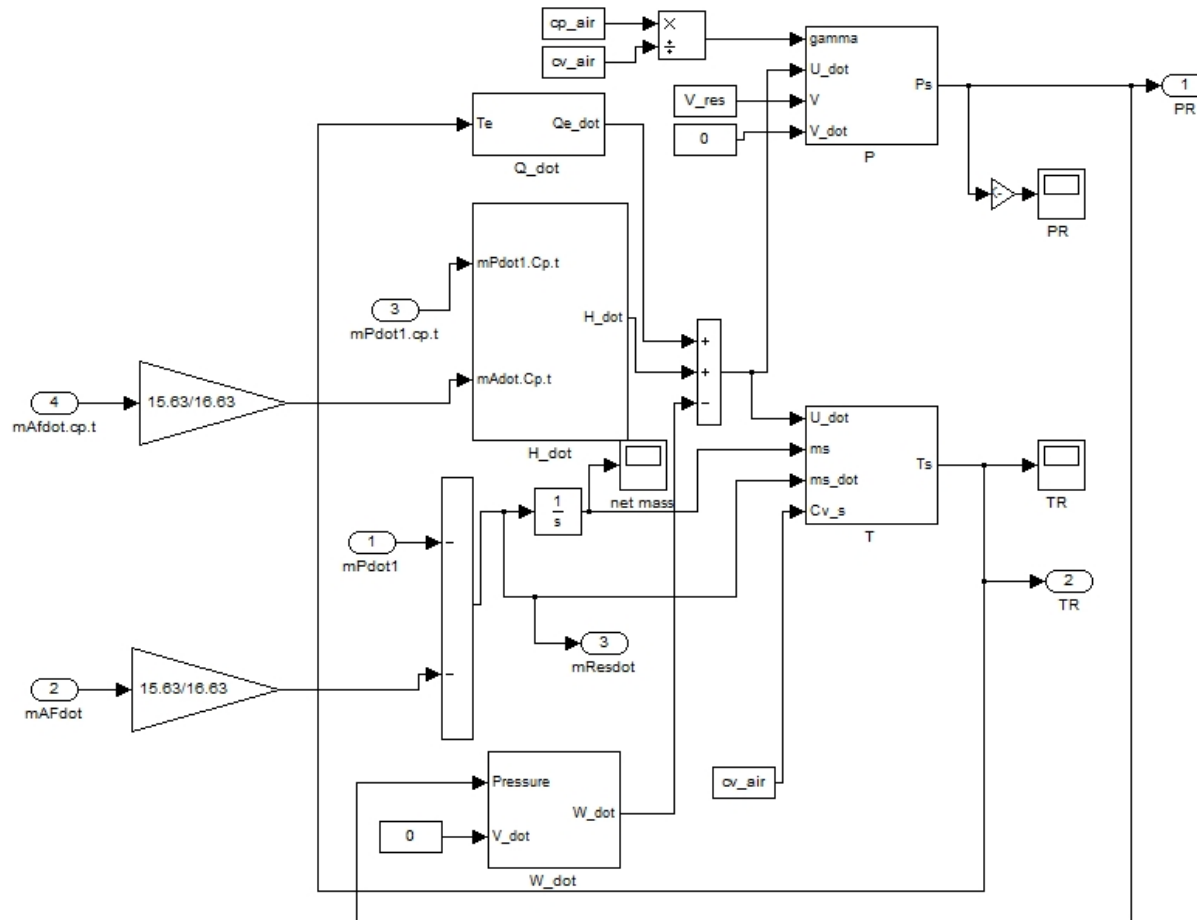 cp_air
×
÷
cv_air
gamma
U_dot
V
V_dot
Ps
P
V_res
0
1
PR
PR
Te
Qe_dot
Q_dot
mPdot1.Cp.t
mAdot.Cp.t
H_dot
H_dot
3
mPdot1.cp.t
4
mAfdot.cp.t
15.63/16.63
+
+
-
U_dot
ms
ms_dot
Cv_s
Ts
T
TR
2
TR
net mass
1
s
1
mPdot1
-
-
3
mResdot
2
mAFdot
15.63/16.63
cv_air
Pressure
V_dot
W_dot
W_dot
0